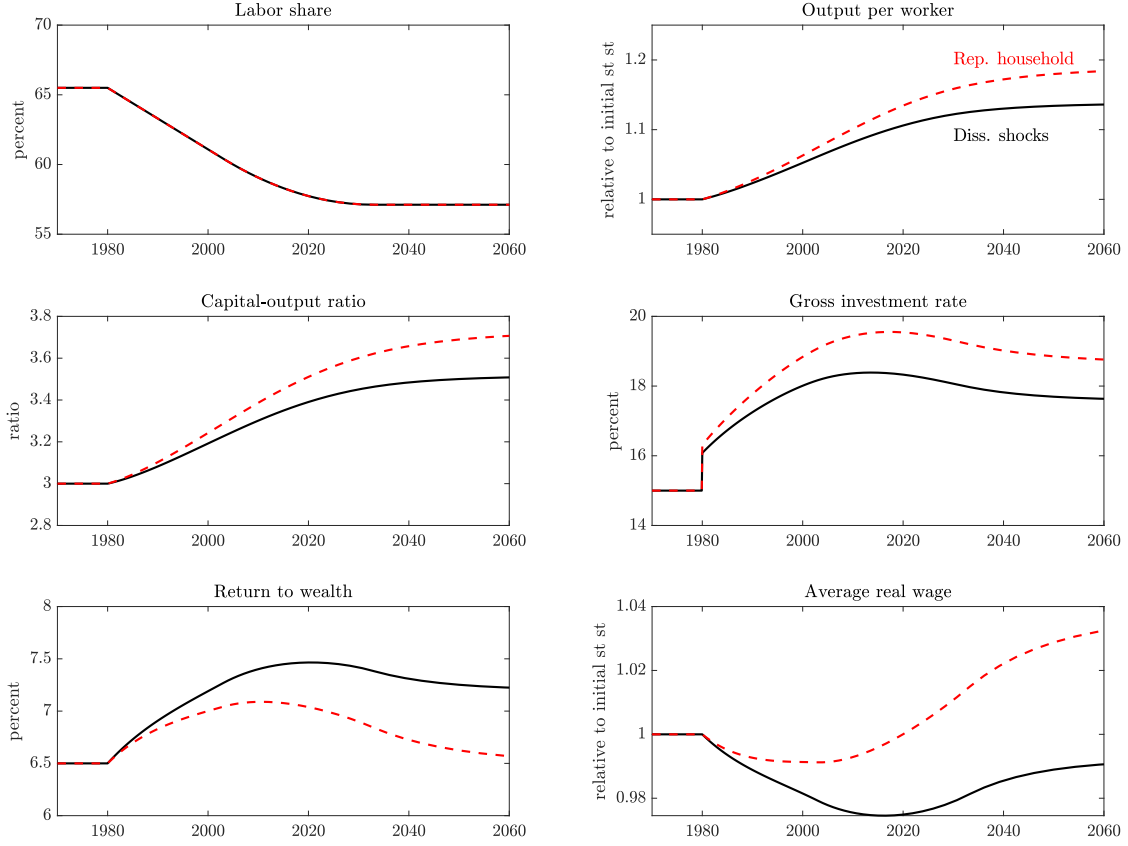 Labor share
percent
70
65
60
55
1980 2000 2020 2040 2060
Output per worker
relative to initial st st
1.2
1.1
1
Rep. household
Diss. shocks
1980 2000 2020 2040 2060
Capital-output ratio
ratio
3.8
3.6
3.4
3.2
3
2.8
1980 2000 2020 2040 2060
Gross investment rate
percent
20
18
16
14
1980 2000 2020 2040 2060
Return to wealth
percent
8
7.5
7
6.5
6
1980 2000 2020 2040 2060
Average real wage
relative to initial st st
1.04
1.02
1
0.98
1980 2000 2020 2040 2060